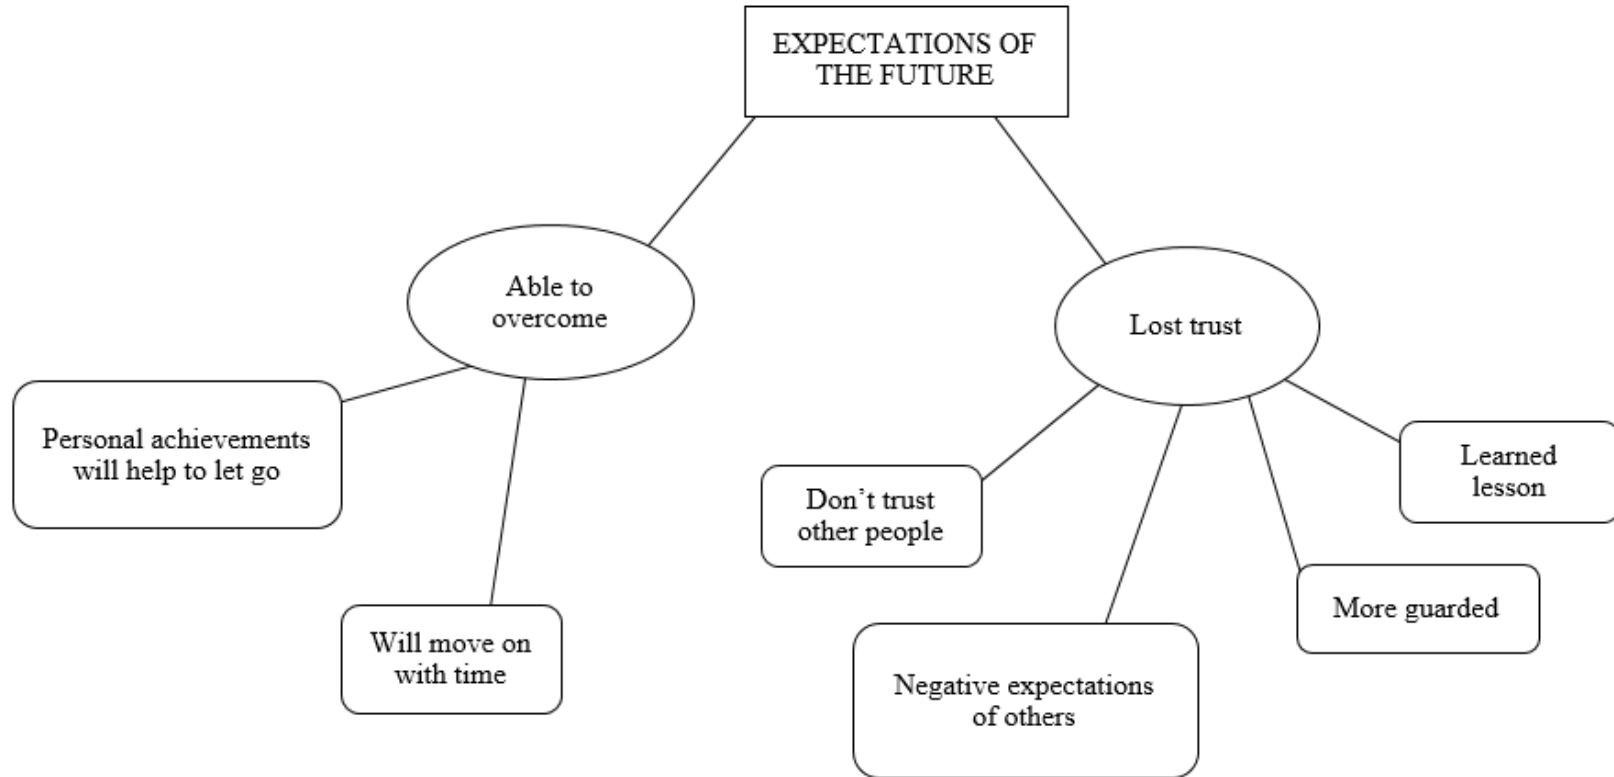 EXPECTATIONS OF
THE FUTURE
Able to
overcome
Lost trust
Personal achievements
will help to let go
Will move on
with time
Don’t trust
other people
Negative expectations
of others
More guarded
Learned
lesson